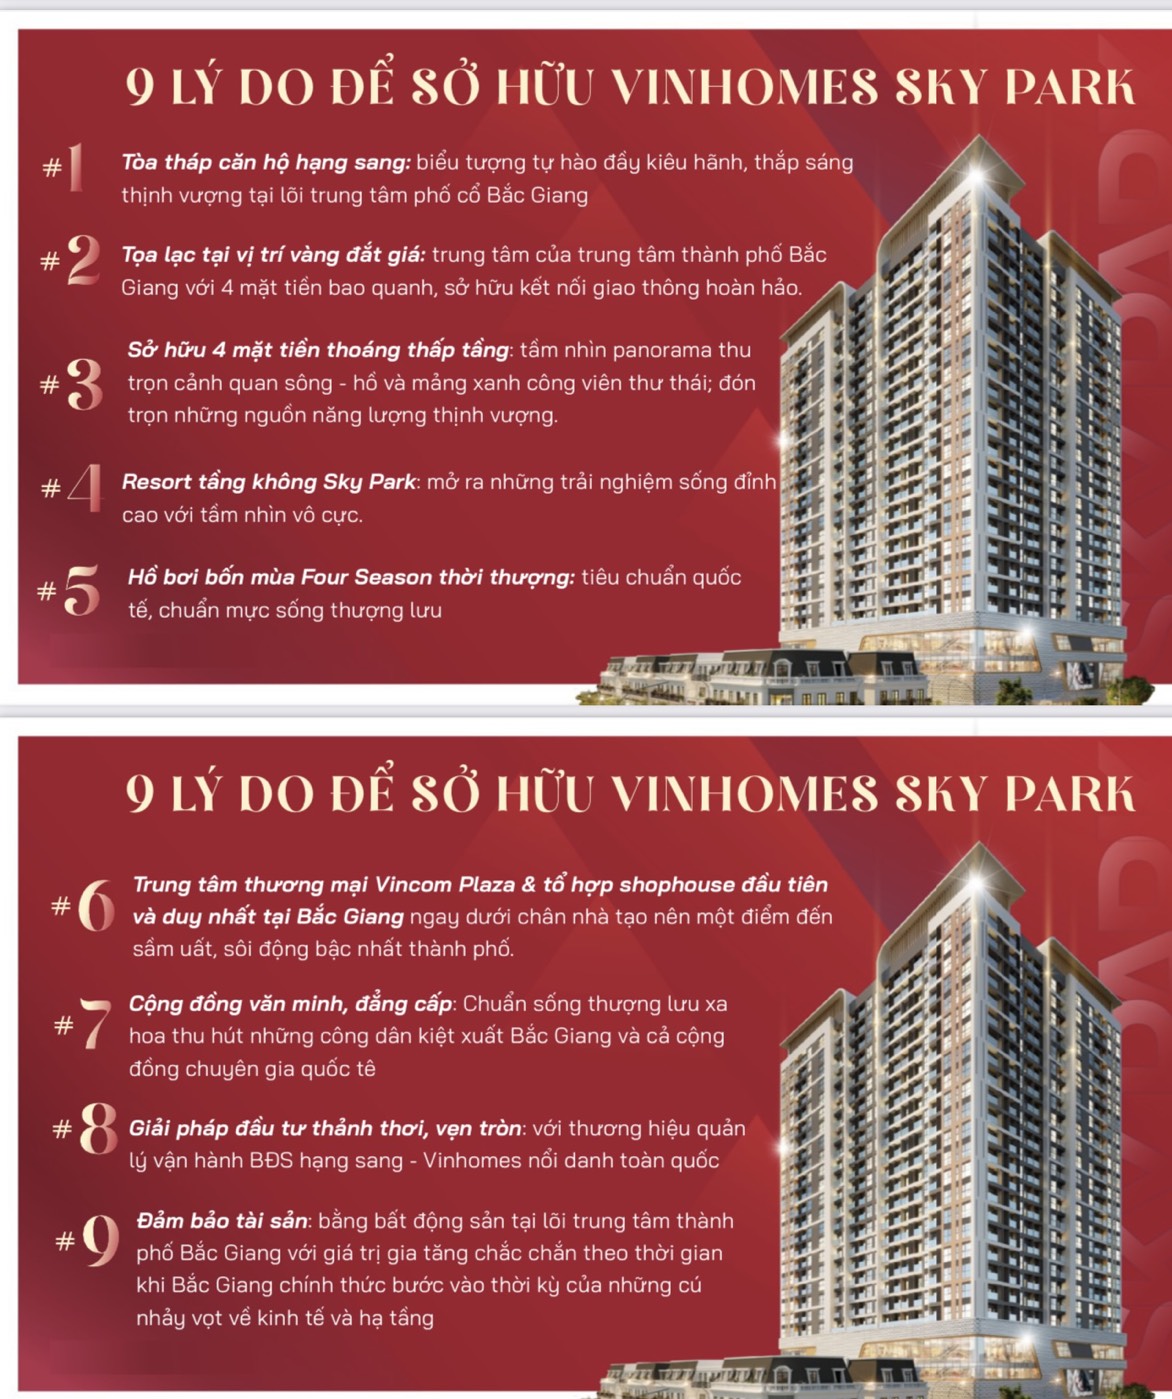 9 LÝ DO ĐỂ SỞ HỮU VINHOMES SKY PARK
#1
Tòa tháp căn hộ hạng sang: biểu tượng tự hào đầy kiêu hãnh, thắp sáng
thịnh vượng tại lõi trung tâm phố cổ Bắc Giang
#2
Tọa lạc tại vị trí vàng đắt giá: trung tâm của trung tâm thành phố Bắc
Giang với 4 mặt tiền bao quanh, sở hữu kết nối giao thông hoàn hảo.
#3
Sở hữu 4 mặt tiền thoáng thấp tầng: tầm nhìn panorama thu
trọn cảnh quan sông - hồ và mảng xanh công viên thư thái; đón
trọn những nguồn năng lượng thịnh vượng.
#4
Resort tầng không Sky Park: mở ra những trải nghiệm sống đỉnh
cao với tầm nhìn vô cực.
#5
Hồ bơi bốn mùa Four Season thời thượng: tiêu chuẩn quốc
tế, chuẩn mực sống thượng lưu
9 LÝ DO ĐỂ SỞ HỮU VINHOMES SKY PARK
#6
Trung tâm thương mại Vincom Plaza & tổ hợp shophouse đầu tiên
và duy nhất tại Bắc Giang ngay dưới chân nhà tạo nên một điểm đến
sầm uất, sôi động bậc nhất thành phố.
#7
Cộng đồng văn minh, đẳng cấp: Chuẩn sống thượng lưu xa
hoa thu hút những công dân kiệt xuất Bắc Giang và cả cộng
đồng chuyên gia quốc tê
#8
Giải pháp đầu tư thảnh thơi, vẹn tròn: với thương hiệu quản
lý vận hành BĐS hạng sang - Vinhomes nổi danh toàn quốc
#9
Đảm bảo tài sản: bằng bất động sản tại lõi trung tâm thành
phố Bắc Giang với giá trị gia tăng chắc chắn theo thời gian
khi Bắc Giang chính thức bước vào thời kỳ của những cú
nhảy vọt về kinh tế và hạ tầng